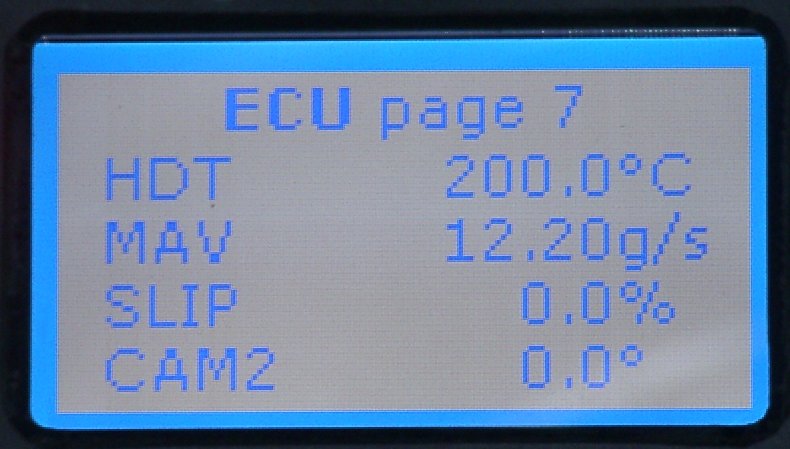 ECU page 7
HDT 200.0°C
MAV 12.20g/s
SLIP 0.0%
CAM2 0.0°